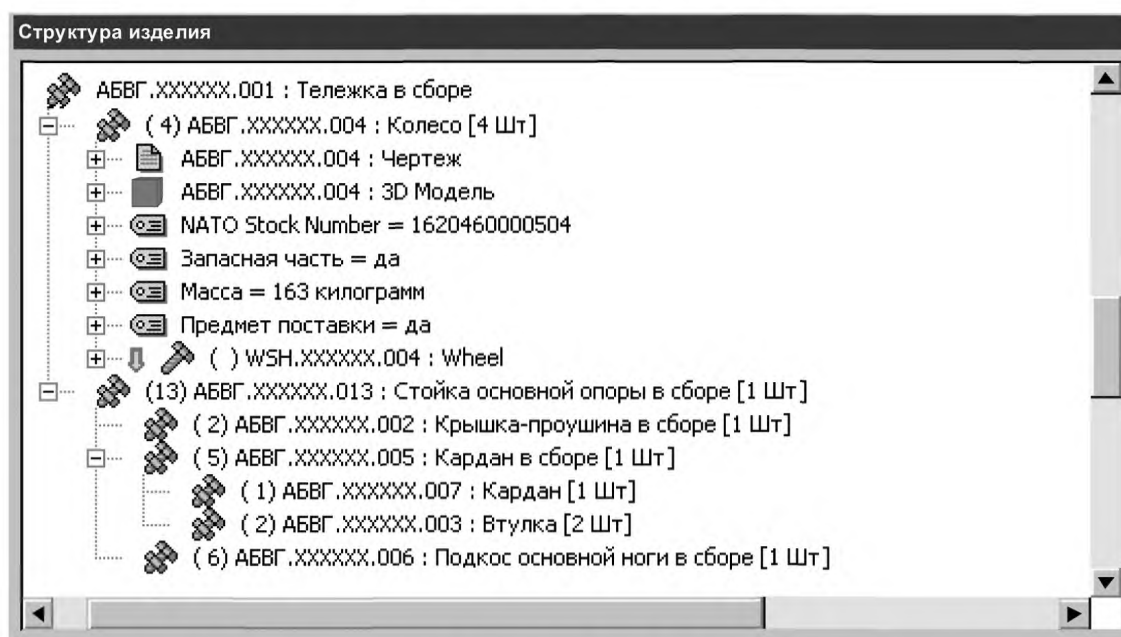 Структура изделия
АБВГ.XXXXXX.001 : Тележка в сборе
( 4) АБВГ.XXXXXX.004 : Колесо [4 Шт]
АБВГ.XXXXXX.004 : Чертеж
АБВГ.XXXXXX.004 : 3D Модель
NATO Stock Number = 1620460000504
Запасная часть = да
Масса = 163 килограмм
Предмет поставки = да
( ) WSH.XXXXXX.004 : Wheel
(13) АБВГ.XXXXXX.013 : Стойка основной опоры в сборе [1 Шт]
( 2) АБВГ.XXXXXX.002 : Крышка-проушина в сборе [1 Шт]
( 5) АБВГ.XXXXXX.005 : Кардан в сборе [1 Шт]
( 1) АБВГ.XXXXXX.007 : Кардан [1 Шт]
( 2) АБВГ.XXXXXX.003 : Втулка [2 Шт]
( 6) АБВГ.XXXXXX.006 : Подкос основной ноги в сборе [1 Шт]